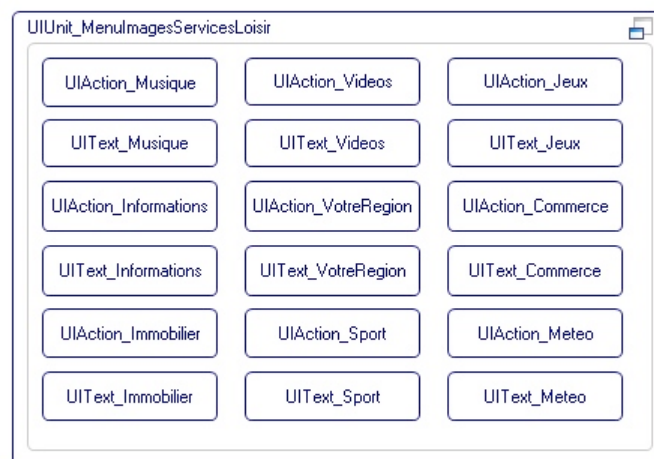 UIUnit_MenuImagesServicesLoisir
UIAction_Musique UIAction_Videos UIAction_Jeux
UIText_Musique UIText_Videos UIText_Jeux
UIAction_Informations UIAction_VotreRegion UIAction_Commerce
UIText_Informations UIText_VotreRegion UIText_Commerce
UIAction_Immobilier UIAction_Sport UIAction_Meteo
UIText_Immobilier UIText_Sport UIText_Meteo